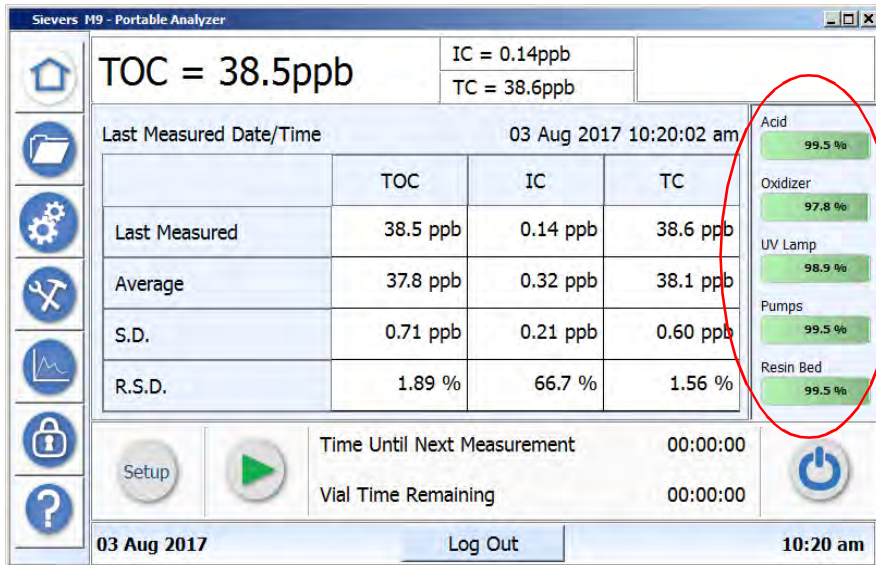 Sievers M9 - Portable Analyzer
TOC = 38.5ppb
IC = 0.14ppb
TC = 38.6ppb
Last Measured Date/Time 03 Aug 2017 10:20:02 am
TOC IC TC
Last Measured 38.5 ppb 0.14 ppb 38.6 ppb
Average 37.8 ppb 0.32 ppb 38.1 ppb
S.D. 0.71 ppb 0.21 ppb 0.60 ppb
R.S.D. 1.89 % 66.7 % 1.56 %
Acid
99.5 %
Oxidizer
97.8 %
UV Lamp
98.9 %
Pumps
99.5 %
Resin Bed
99.5 %
Setup
Time Until Next Measurement 00:00:00
Vial Time Remaining 00:00:00
03 Aug 2017 Log Out 10:20 am